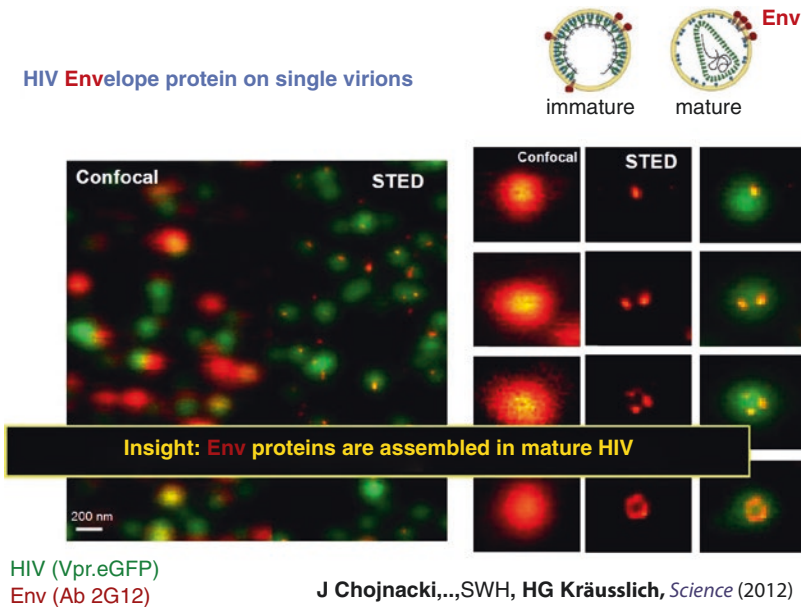 Env
HIV Envelope protein on single virions
immature
mature
Confocal
STED
Confocal
STED
Insight: Env proteins are assembled in mature HIV
200 nm
HIV (Vpr.eGFP)
Env (Ab 2G12)
J Chojnacki,..,SWH, HG Kräusslich, Science (2012)